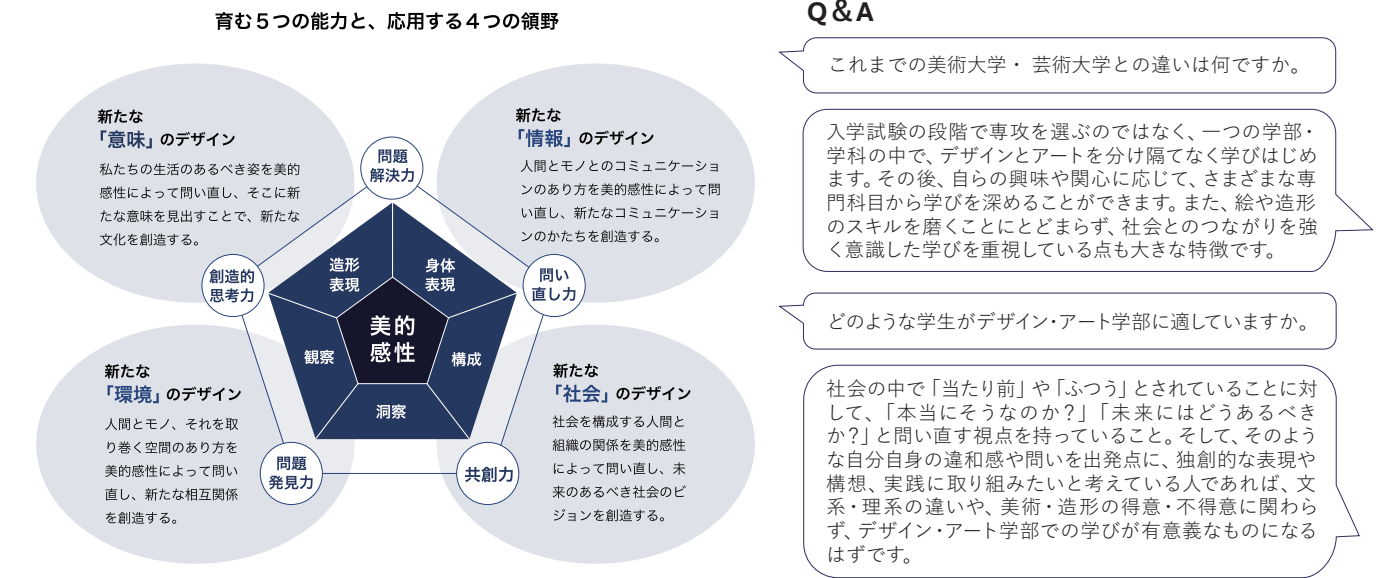 育む５つの能力と、応用する４つの領野
新たな
「意味」のデザイン
私たちの生活のあるべき姿を美的
感性によって問い直し、そこに新
たな意味を見出すことで、新たな
文化を創造する。
新たな
「情報」のデザイン
人間とモノとのコミュニケーショ
ンのあり方を美的感性によって問
い直し、新たなコミュニケーショ
ンのかたちを創造する。
問題
解決力
創造的
思考力
問い
直し力
造形
表現
身体
表現
美的
感性
観察
構成
洞察
新たな
「環境」のデザイン
人間とモノ、それを取
り巻く空間のあり方を
美的感性によって問い
直し、新たな相互関係
を創造する。
問題
発見力
共創力
新たな
「社会」のデザイン
社会を構成する人間と
組織の関係を美的感性
によって問い直し、未
来のあるべき社会のビ
ジョンを創造する。
Q＆A
これまでの美術大学・ 芸術大学との違いは何ですか。
入学試験の段階で専攻を選ぶのではなく、一つの学部・
学科の中で、デザインとアートを分け隔てなく学びはじめ
ます。その後、自らの興味や関心に応じて、さまざまな専
門科目から学びを深めることができます。また、絵や造形
のスキルを磨くことにとどまらず、社会とのつながりを強
く意識した学びを重視している点も大きな特徴です。
どのような学生がデザイン・アート学部に適していますか。
社会の中で「当たり前」や「ふつう」とされていることに対
して、「本当にそうなのか？」「未来にはどうあるべき
か？」と問い直す視点を持っていること。そして、そのよう
な自分自身の違和感や問いを出発点に、独創的な表現や
構想、実践に取り組みたいと考えている人であれば、文
系・理系の違いや、美術・造形の得意・不得意に関わら
ず、デザイン・アート学部での学びが有意義なものになる
はずです。